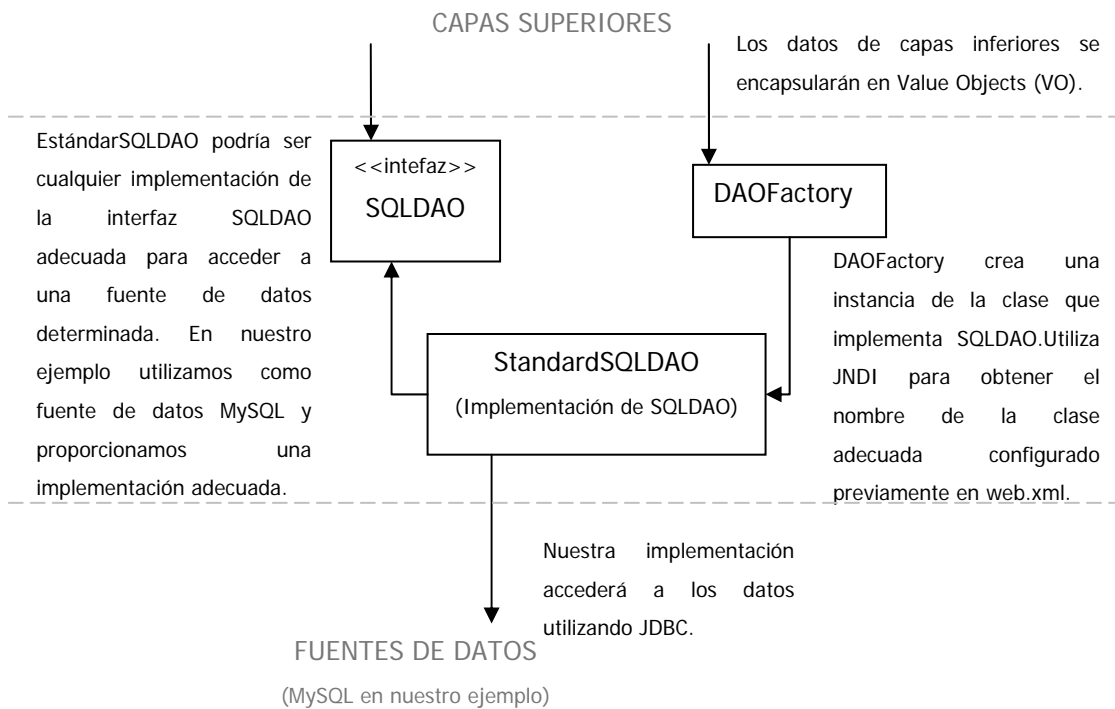 CAPAS SUPERIORES
Los datos de capas inferiores se
encapsularán en Value Objects (VO).
EstándarSQLDAO podría ser
cualquier implementación de
la interfaz SQLDAO
adecuada para acceder a
una fuente de datos
determinada. En nuestro
ejemplo utilizamos como
fuente de datos MySQL y
proporcionamos una
implementación adecuada.
<<intefaz>>
SQLDAO
DAOFactory
DAOFactory crea una
instancia de la clase que
implementa SQLDAO.Utiliza
JNDI para obtener el
nombre de la clase
adecuada configurado
previamente en web.xml.
StandardSQLDAO
(Implementación de SQLDAO)
Nuestra implementación
accederá a los datos
utilizando JDBC.
FUENTES DE DATOS
(MySQL en nuestro ejemplo)